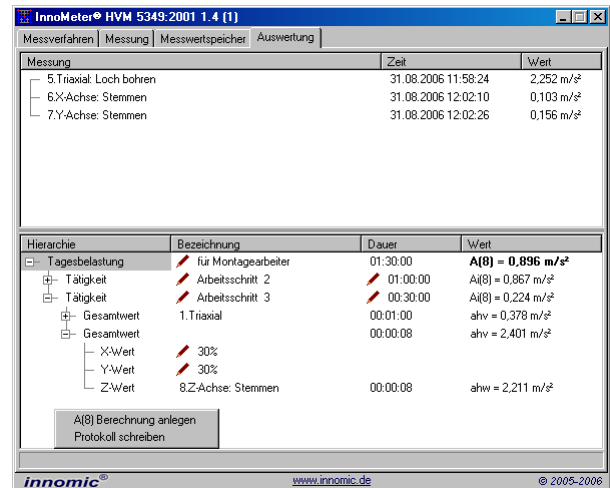 InnoMeter® HVM 5349:2001 1.4 (1)
Messverfahren Messung Messwertspeicher Auswertung
Messung Zeit Wert
5.Triaxial: Loch bohren 31.08.2006 11:58:24 2,252 m/s²
6.X-Achse: Stemmen 31.08.2006 12:02:10 0,103 m/s²
7.Y-Achse: Stemmen 31.08.2006 12:02:26 0,156 m/s²
Hierarchie Bezeichnung Dauer Wert
Tagesbelastung für Montagearbeiter 01:30:00 A(8) = 0,896 m/s²
Tätigkeit Arbeitsschritt 2 01:00:00 Ai(8) = 0,867 m/s²
Tätigkeit Arbeitsschritt 3 00:30:00 Ai(8) = 0,224 m/s²
Gesamtwert 1.Triaxial 00:01:00 ahv = 0,378 m/s²
Gesamtwert 00:00:08 ahv = 2,401 m/s²
X-Wert 30%
Y-Wert 30%
Z-Wert 8.Z-Achse: Stemmen 00:00:08 ahw = 2,211 m/s²
A(8) Berechnung anlegen
Protokoll schreiben
innomic® www.innomic.de © 2005-2006